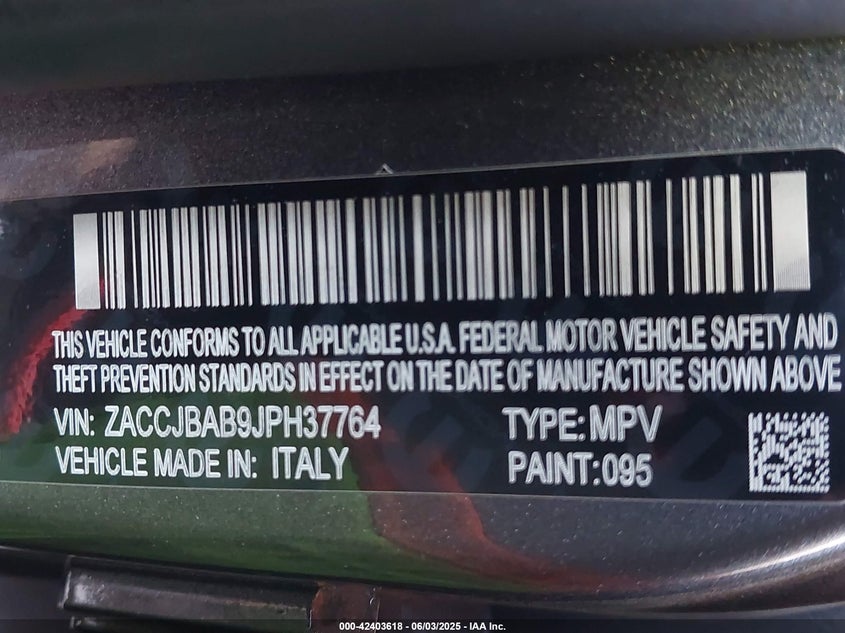 THIS VEHICLE CONFORMS TO ALL APPLICABLE U.S.A. FEDERAL MOTOR VEHICLE SAFETY AND
THEFT PREVENTION STANDARDS IN EFFECT ON THE DATE OF MANUFACTURE SHOWN ABOVE
VIN: ZACCJBAB9JPH37764 TYPE: MPV
VEHICLE MADE IN: ITALY PAINT: 095
000-42403618 - 06/03/2025 - IAA Inc.